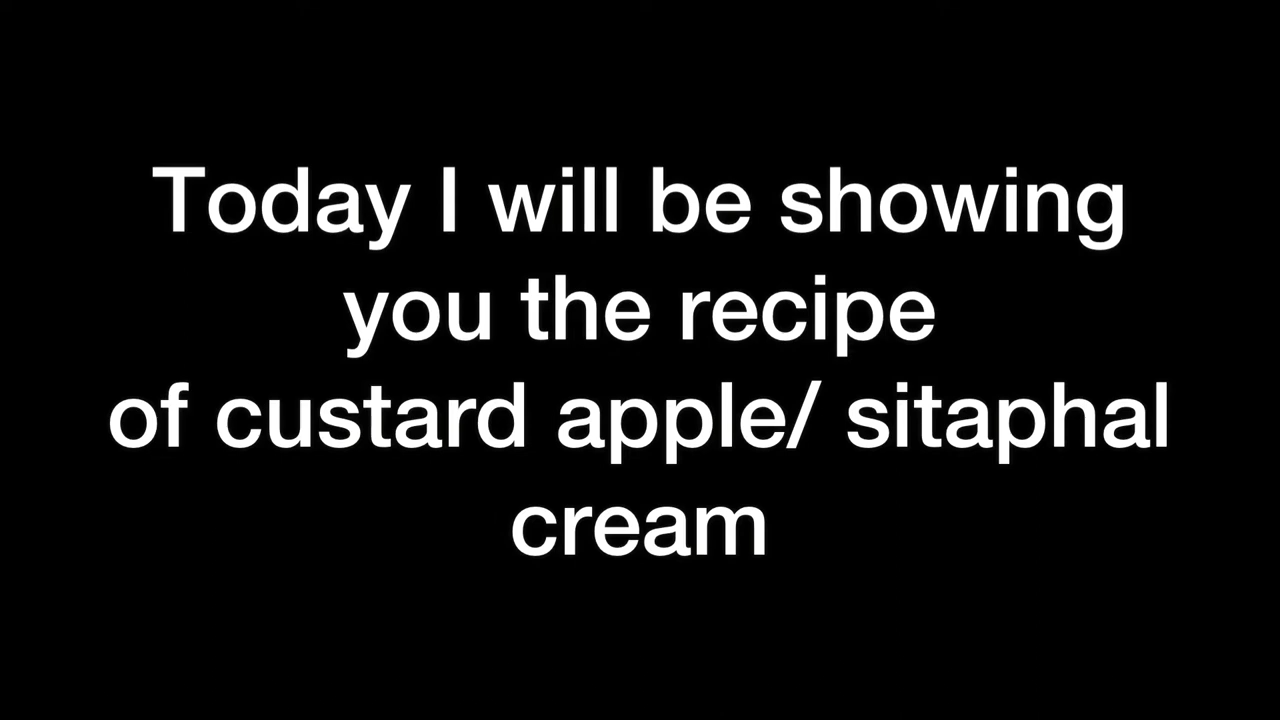 Today I will be showing
you the recipe
of custard apple/ sitaphal
cream